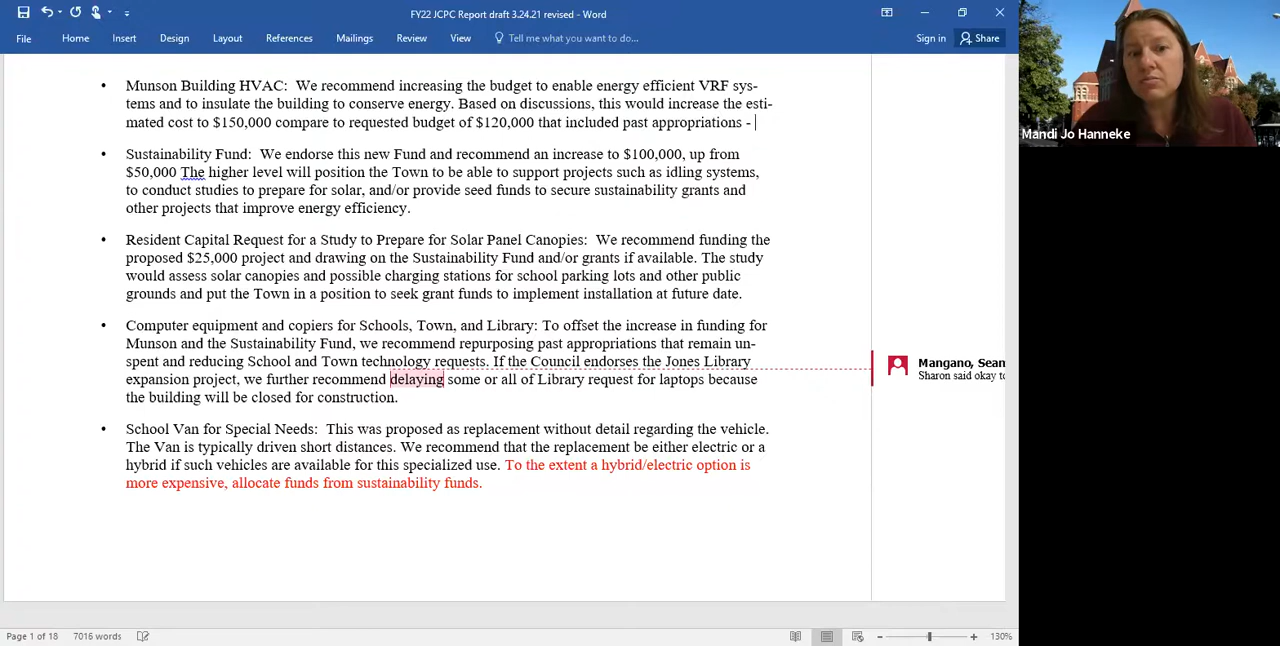 FY22 JCPC Report draft 3.24.21 revised - Word
File Home Insert Design Layout References Mailings Review View Tell me what you want to do... Sign in Share
• Munson Building HVAC: We recommend increasing the budget to enable energy efficient VRF sys-
tems and to insulate the building to conserve energy. Based on discussions, this would increase the esti-
mated cost to $150,000 compare to requested budget of $120,000 that included past appropriations -
• Sustainability Fund: We endorse this new Fund and recommend an increase to $100,000, up from
$50,000 The higher level will position the Town to be able to support projects such as idling systems,
to conduct studies to prepare for solar, and/or provide seed funds to secure sustainability grants and
other projects that improve energy efficiency.
• Resident Capital Request for a Study to Prepare for Solar Panel Canopies: We recommend funding the
proposed $25,000 project and drawing on the Sustainability Fund and/or grants if available. The study
would assess solar canopies and possible charging stations for school parking lots and other public
grounds and put the Town in a position to seek grant funds to implement installation at future date.
• Computer equipment and copiers for Schools, Town, and Library: To offset the increase in funding for
Munson and the Sustainability Fund, we recommend repurposing past appropriations that remain un-
spent and reducing School and Town technology requests. If the Council endorses the Jones Library
expansion project, we further recommend delaying some or all of Library request for laptops because
the building will be closed for construction.
• School Van for Special Needs: This was proposed as replacement without detail regarding the vehicle.
The Van is typically driven short distances. We recommend that the replacement be either electric or a
hybrid if such vehicles are available for this specialized use. To the extent a hybrid/electric option is
more expensive, allocate funds from sustainability funds.
Mangano, Sean
Sharon said okay to
Page 1 of 18 7016 words 130%
Mandi Jo Hanneke